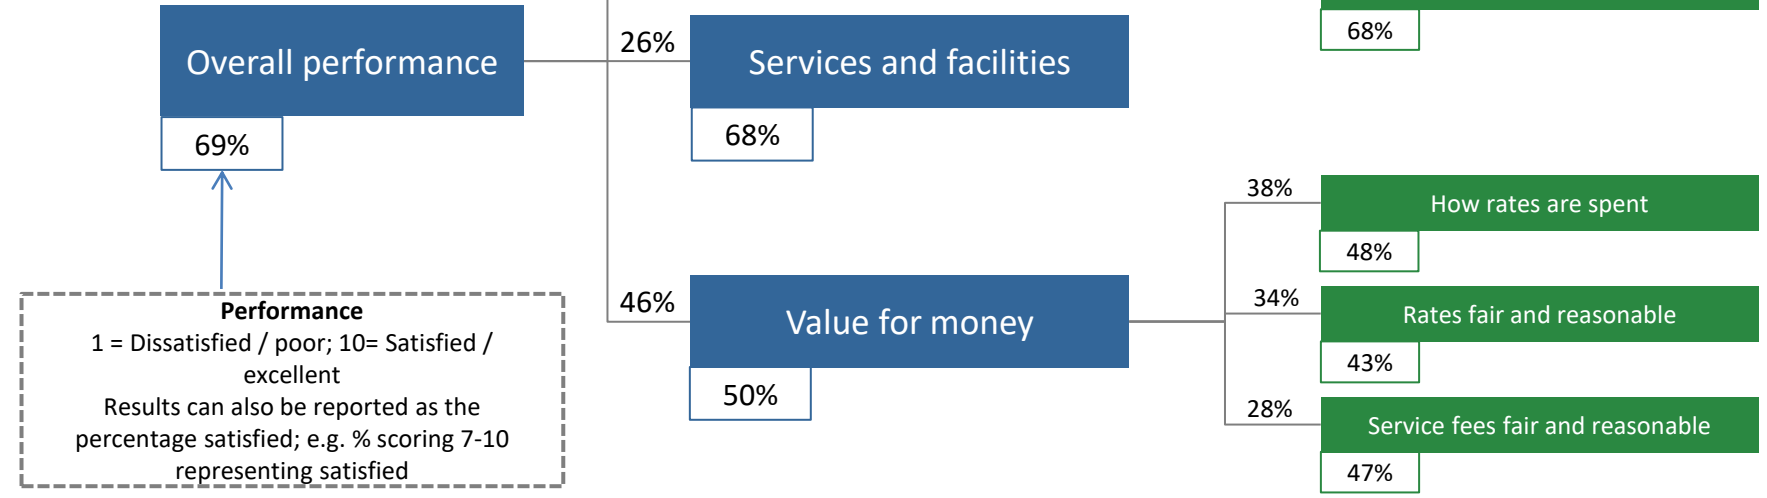 68%
Overall performance
69%
26%
Services and facilities
68%
46%
Value for money
50%
38%
How rates are spent
48%
34%
Rates fair and reasonable
43%
28%
Service fees fair and reasonable
47%
Performance
1 = Dissatisfied / poor; 10= Satisfied /
excellent
Results can also be reported as the
percentage satisfied; e.g. % scoring 7-10
representing satisfied